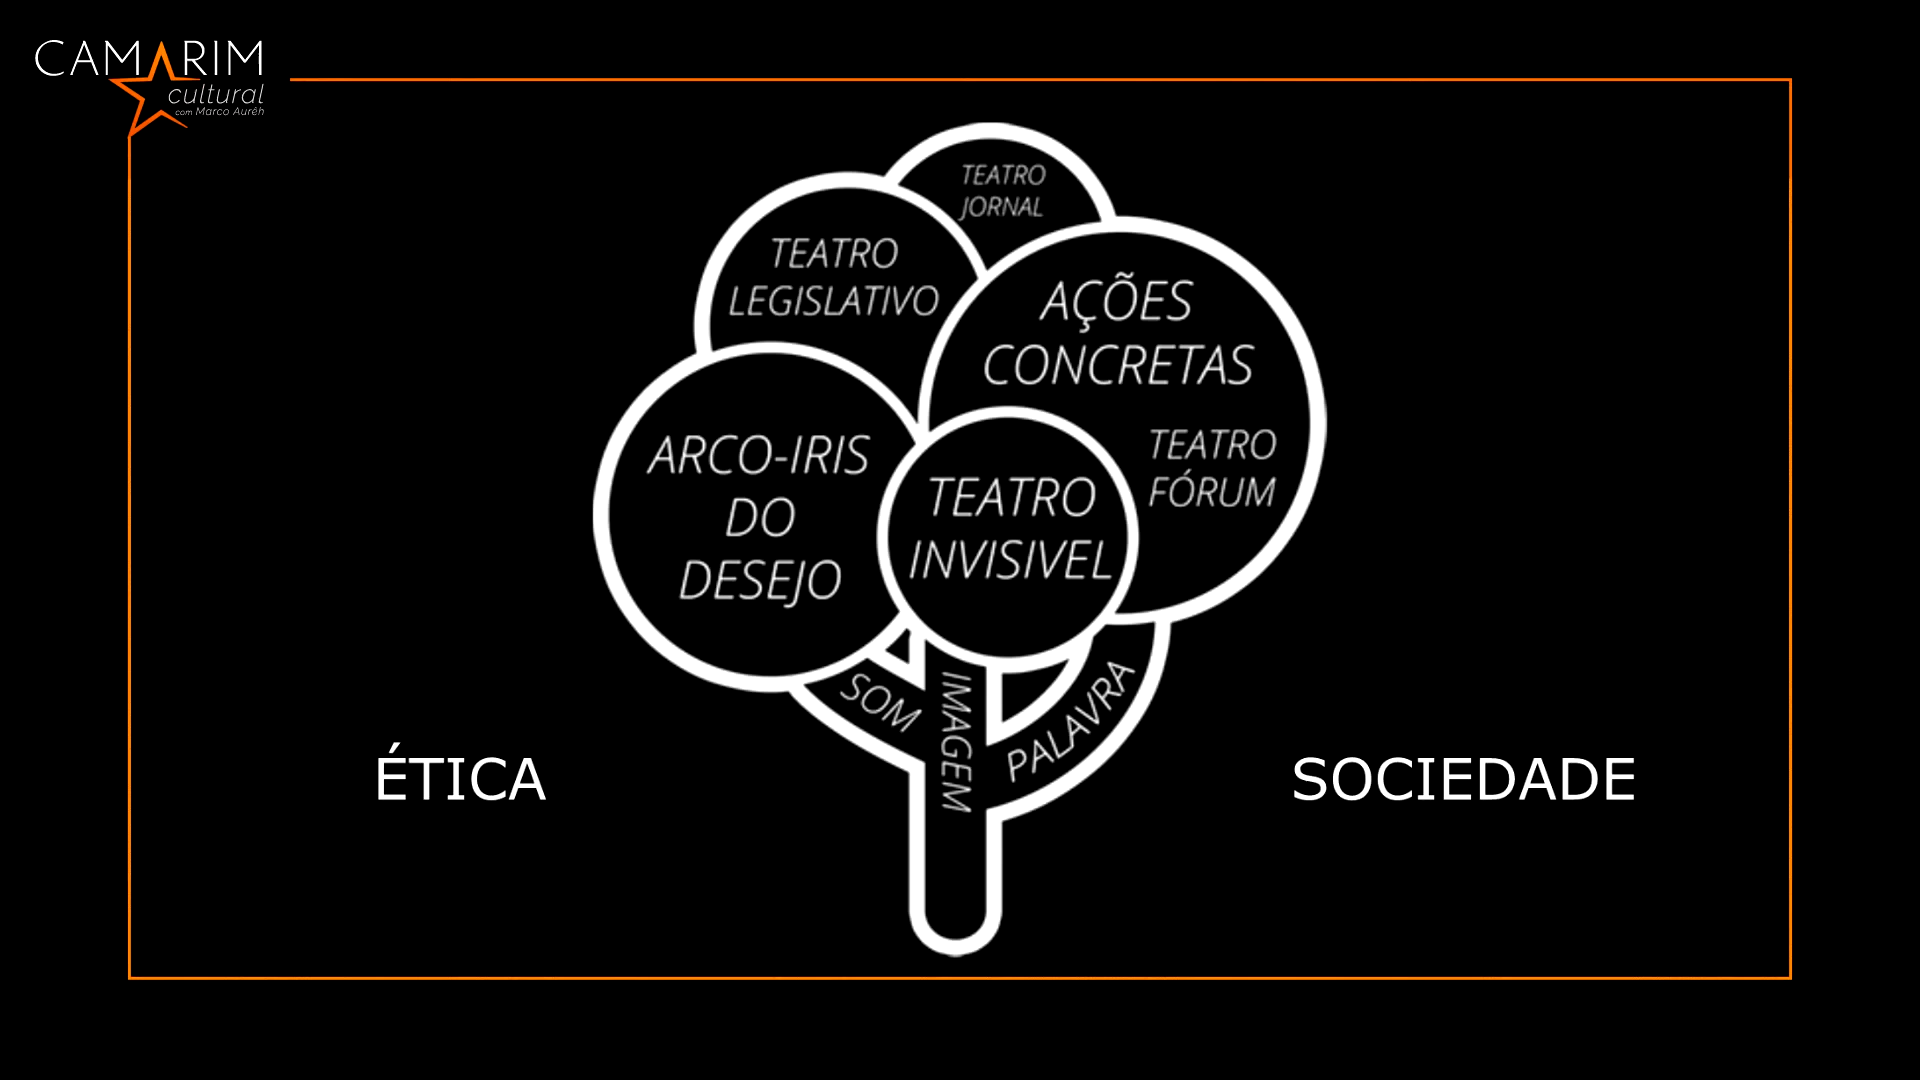 CAMARIM
cultural
com Marco Auréh
TEATRO
JORNAL
TEATRO
LEGISLATIVO
AÇÕES
CONCRETAS
TEATRO
FÓRUM
ARCO-IRIS
DO
DESEJO
TEATRO
INVISIVEL
SOM
IMAGEM
PALAVRA
ÉTICA
SOCIEDADE